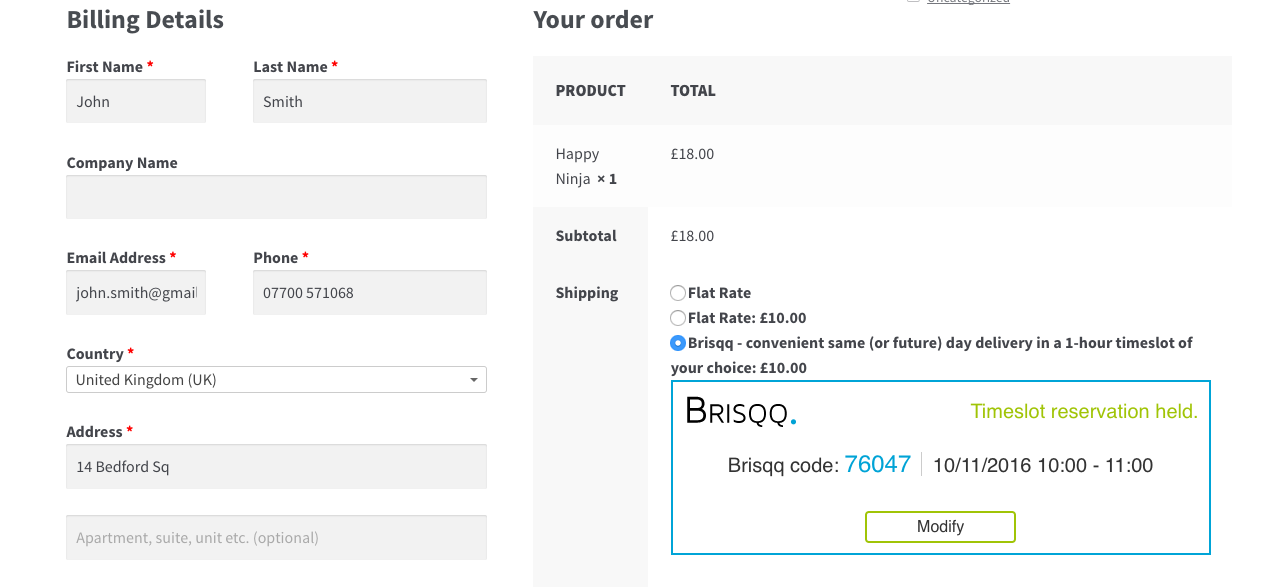 Uncategorized
Billing Details
First Name *
Last Name *
John
Smith
Company Name
Email Address *
Phone *
john.smith@gmail
07700 571068
Country *
United Kingdom (UK)
Address *
14 Bedford Sq
Apartment, suite, unit etc. (optional)
Your order
PRODUCT
TOTAL
Happy
Ninja × 1
£18.00
Subtotal
£18.00
Shipping
Flat Rate
Flat Rate: £10.00
Brisqq - convenient same (or future) day delivery in a 1-hour timeslot of
your choice: £10.00
BRISQQ.
Timeslot reservation held.
Brisqq code: 76047
10/11/2016 10:00 - 11:00
Modify